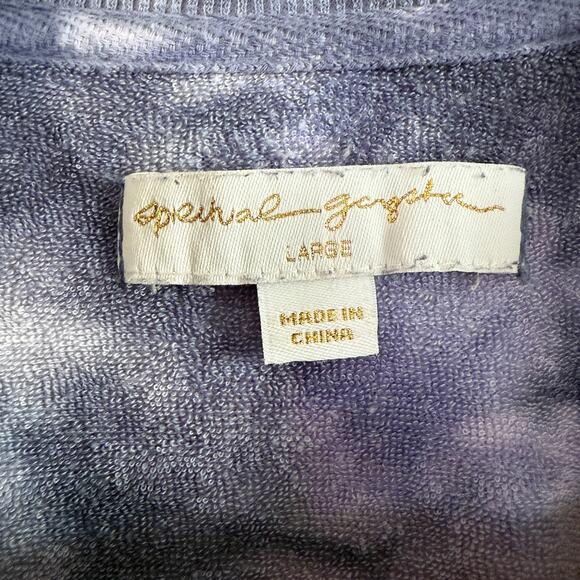 spiritual gangster
LARGE
MADE IN
CHINA